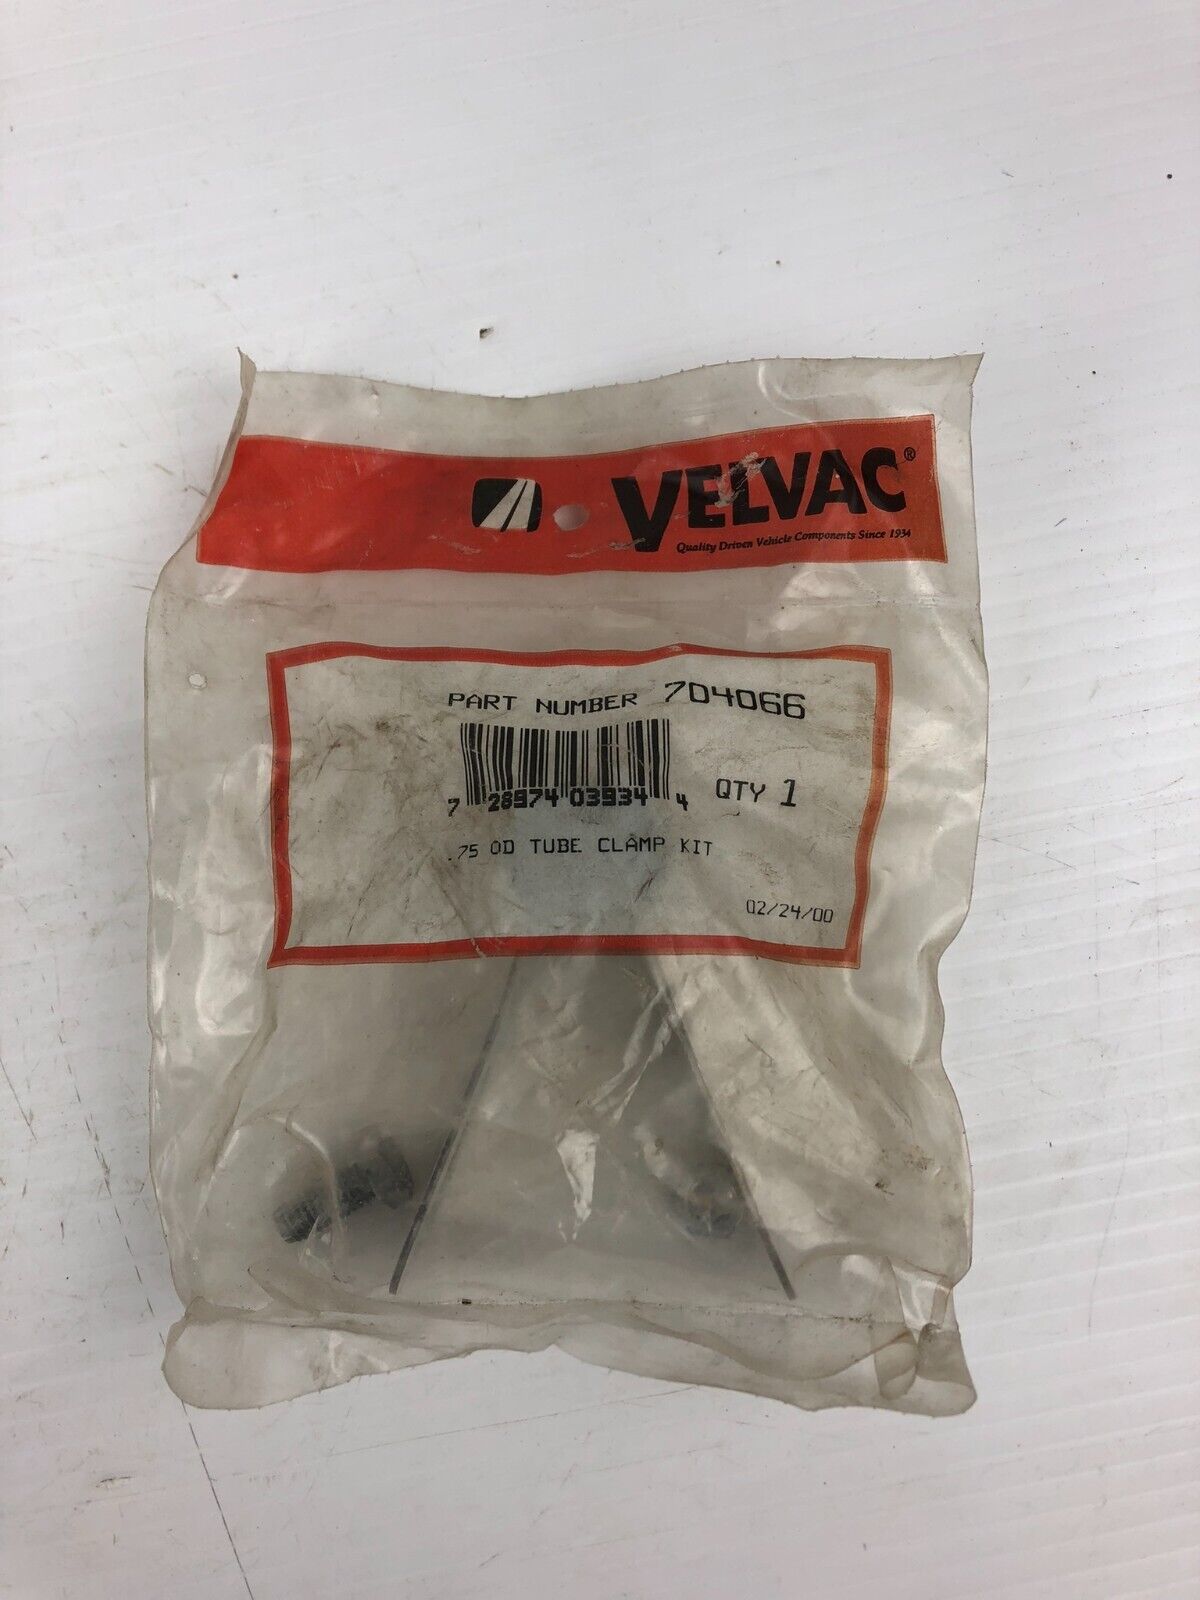 VELVAC®
Quality Driven Vehicle Components Since 1934
PART NUMBER 704066
7 28974 03934 4
QTY 1
.75 OD TUBE CLAMP KIT
02/24/00